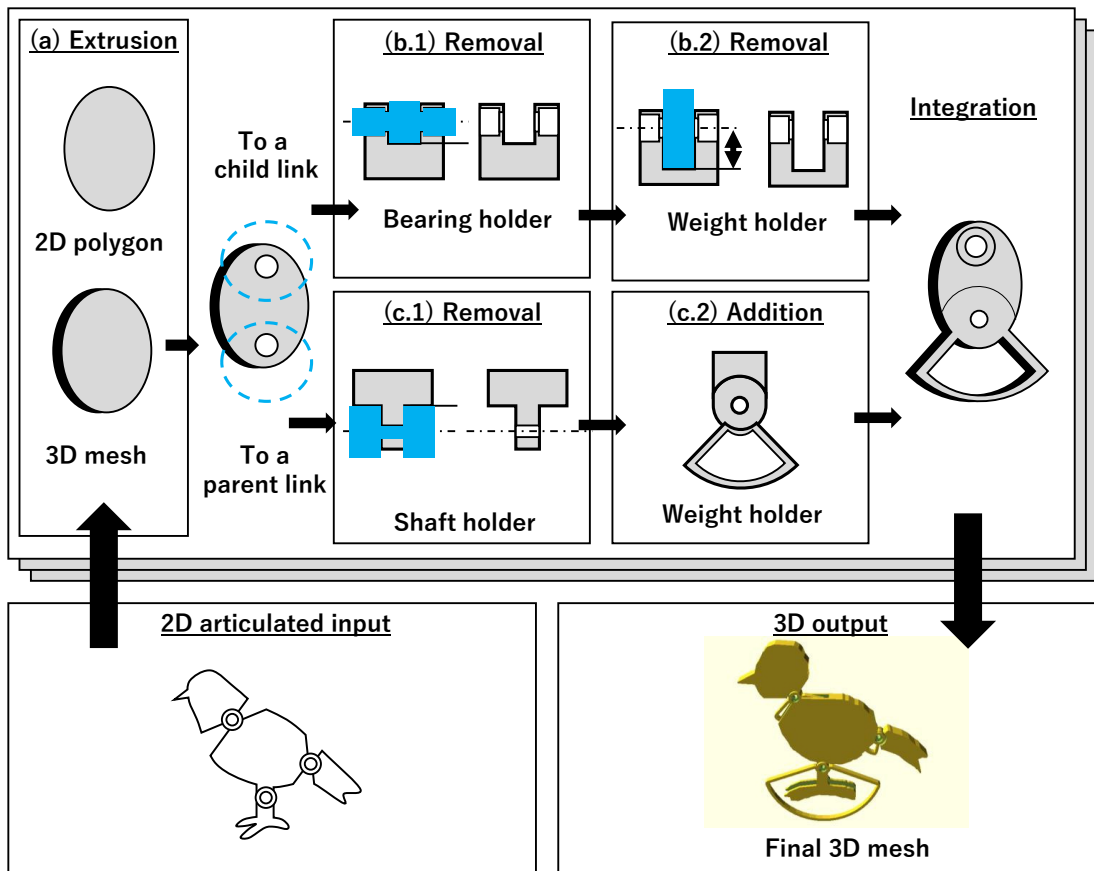 (a) Extrusion
2D polygon
3D mesh
To a
child link
To a
parent link
(b.1) Removal
Bearing holder
(b.2) Removal
Weight holder
(c.1) Removal
Shaft holder
(c.2) Addition
Weight holder
Integration
2D articulated input
3D output
Final 3D mesh